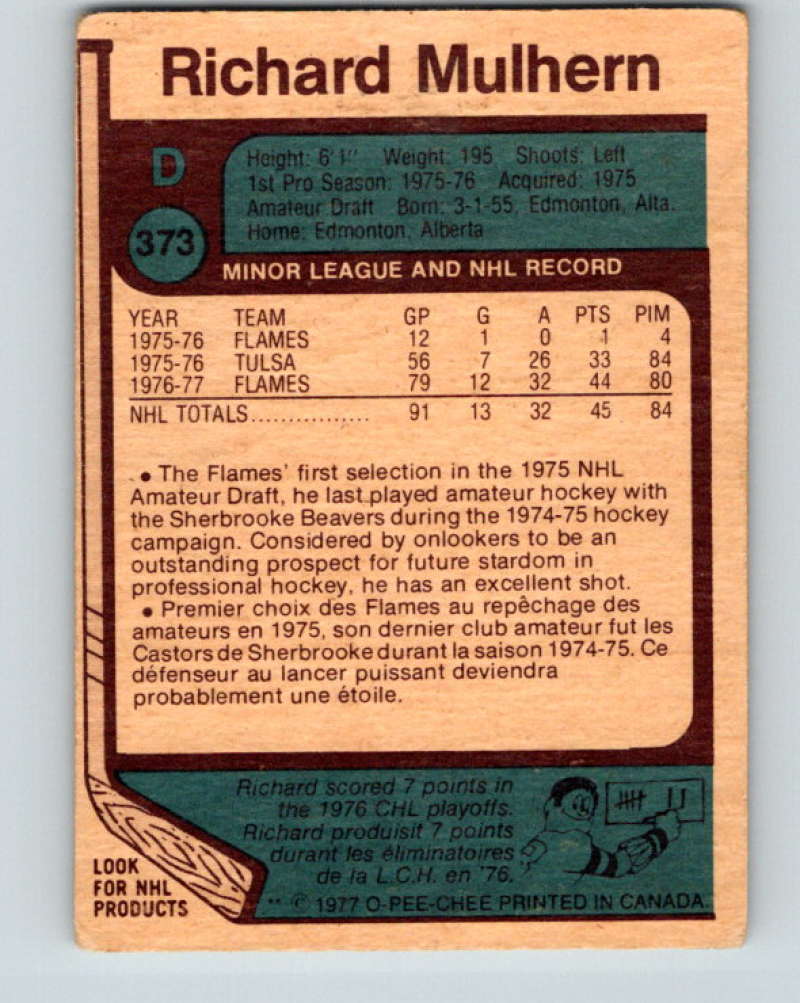 Richard Mulhern
D
Height: 6'1" Weight: 195 Shoots: Left
1st Pro Season: 1975-76 Acquired: 1975
Amateur Draft Born: 3-1-55, Edmonton, Alta.
Home: Edmonton, Alberta
373
MINOR LEAGUE AND NHL RECORD
YEAR TEAM GP G A PTS PIM
1975-76 FLAMES 12 1 0 1 4
1975-76 TULSA 56 7 26 33 84
1976-77 FLAMES 79 12 32 44 80
NHL TOTALS................ 91 13 32 45 84
• The Flames' first selection in the 1975 NHL
Amateur Draft, he last played amateur hockey with
the Sherbrooke Beavers during the 1974-75 hockey
campaign. Considered by onlookers to be an
outstanding prospect for future stardom in
professional hockey, he has an excellent shot.
• Premier choix des Flames au repêchage des
amateurs en 1975, son dernier club amateur fut les
Castors de Sherbrooke durant la saison 1974-75. Ce
défenseur au lancer puissant deviendra
probablement une étoile.
Richard scored 7 points in
the 1976 CHL playoffs.
Richard produisit 7 points
durant les éliminatoires
de la L.C.H. en '76.
LOOK
FOR NHL
PRODUCTS
** © 1977 O-PEE-CHEE PRINTED IN CANADA.